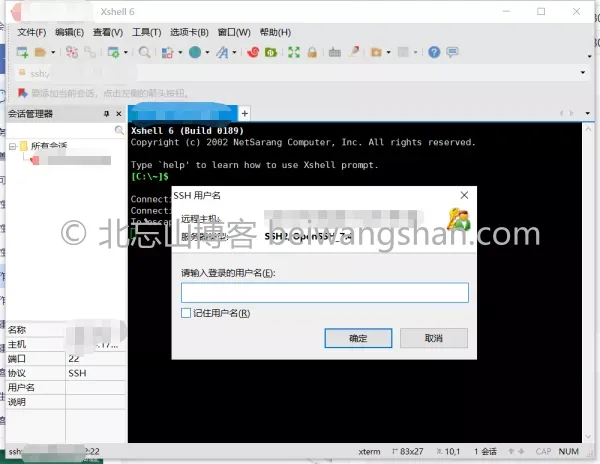 Xshell 6
文件(F) 编辑(E) 查看(V) 工具(T) 选项卡(B) 窗口(W) 帮助(H)
ssh:
要添加当前会话，点击左侧的箭头按钮。
会话管理器
所有会话
Xshell 6 (Build 0189)
Copyright (c) 2002 NetSarang Computer, Inc. All rights reserved.
Type `help' to learn how to use Xshell prompt.
[C:\~]$
Connecti
Connecti
To escap
SSH 用户名
远程主机:
服务器类型: SSH2, OpenSSH_7.4
© 北忘山博客 beiwangshan.com
请输入登录的用户名(E):
记住用户名(R)
确定 取消
名称
主机 .17...
端口 22
协议 SSH
用户名
说明
ssh: 2:22 xterm 83x27 10,1 1 会话 CAP NUM